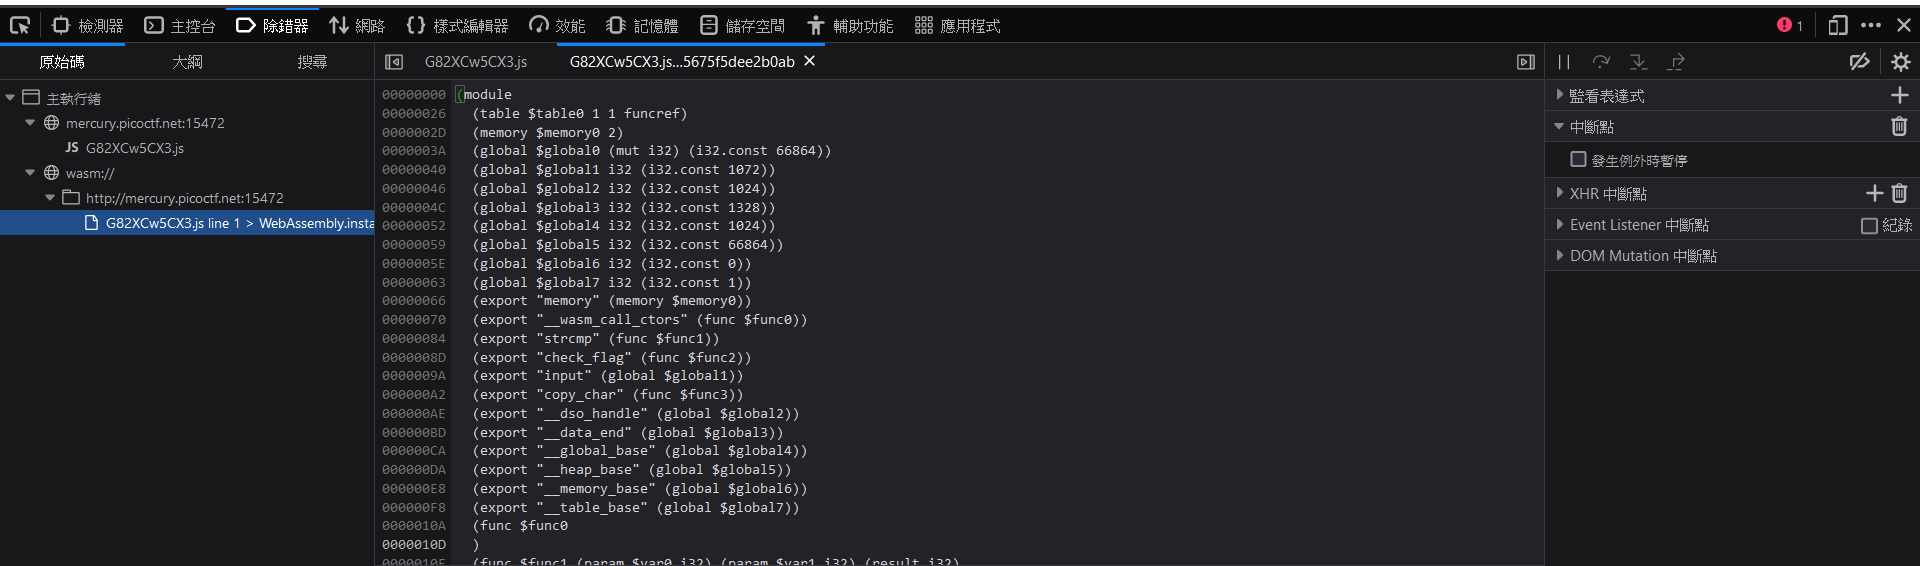 檢測器 主控台 除錯器 網路 樣式編輯器 效能 記憶體 儲存空間 輔助功能 應用程式 1
原始碼 大綱 搜尋
主執行緒
mercury.picoctf.net:15472
JS G82XCw5CX3.js
wasm://
http://mercury.picoctf.net:15472
G82XCw5CX3.js line 1 > WebAssembly.insta
G82XCw5CX3.js G82XCw5CX3.js...5675f5dee2b0ab
00000000 (module
00000026 (table $table0 1 1 funcref)
0000002D (memory $memory0 2)
0000003A (global $global0 (mut i32) (i32.const 66864))
00000040 (global $global1 i32 (i32.const 1072))
00000046 (global $global2 i32 (i32.const 1024))
0000004C (global $global3 i32 (i32.const 1328))
00000052 (global $global4 i32 (i32.const 1024))
00000059 (global $global5 i32 (i32.const 66864))
0000005E (global $global6 i32 (i32.const 0))
00000063 (global $global7 i32 (i32.const 1))
00000066 (export "memory" (memory $memory0))
00000070 (export "__wasm_call_ctors" (func $func0))
00000084 (export "strcmp" (func $func1))
0000008D (export "check_flag" (func $func2))
0000009A (export "input" (global $global1))
000000A2 (export "copy_char" (func $func3))
000000AE (export "__dso_handle" (global $global2))
000000BD (export "__data_end" (global $global3))
000000CA (export "__global_base" (global $global4))
000000DA (export "__heap_base" (global $global5))
000000E8 (export "__memory_base" (global $global6))
000000F8 (export "__table_base" (global $global7))
0000010A (func $func0
0000010D )
0000010E (func $func1 (param $var0 i32) (param $var1 i32) (result i32)
監看表達式
中斷點
發生例外時暫停
XHR 中斷點
Event Listener 中斷點 紀錄
DOM Mutation 中斷點